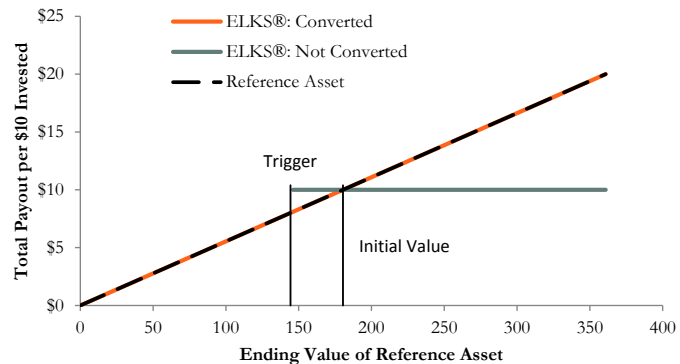 $25
ELKS®: Converted
ELKS®: Not Converted
Reference Asset
$20
$15
$10
$5
$0
Total Payout per $10 Invested
Trigger
Initial Value
0 50 100 150 200 250 300 350 400
Ending Value of Reference Asset